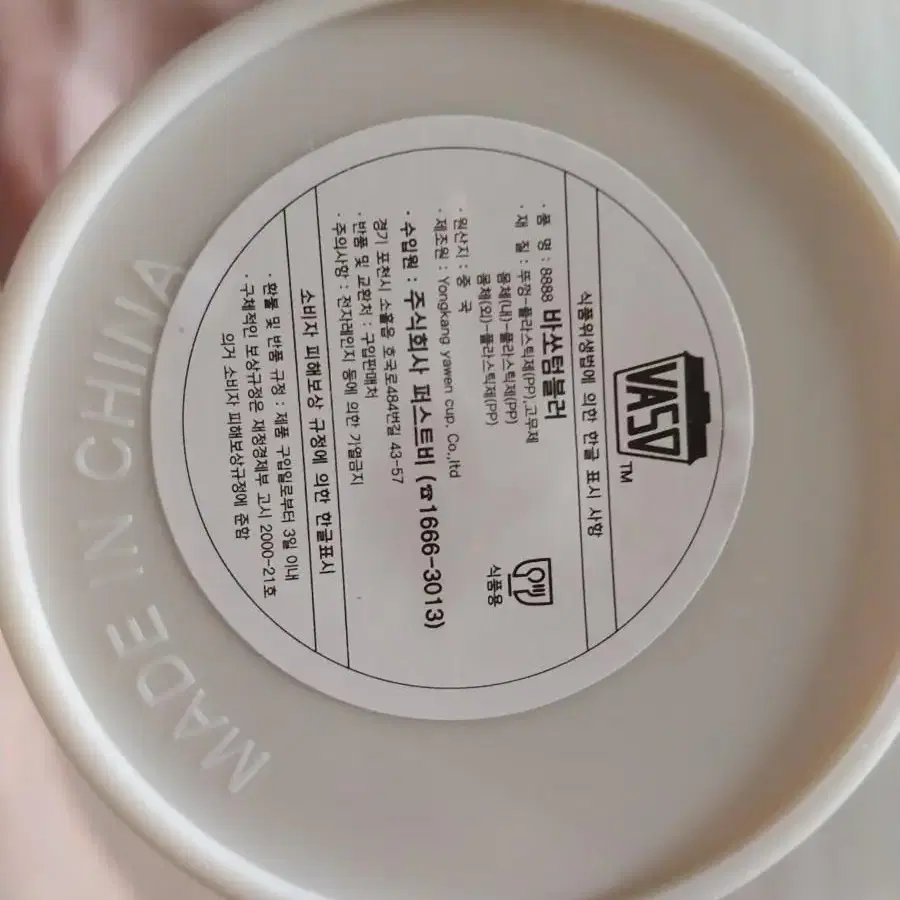 VASO
TM
식품위생법에 의한 한글 표시 사항
· 품 명 : 8888 바쏘텀블러
· 재 질 : 뚜껑-플라스틱제(PP),고무제
몸체(내)-플라스틱제(PP)
몸체(외)-플라스틱제(PP)
식품용
· 원산지 : 중 국
· 제조원 : Yongkang yawen cup. Co.,ltd
· 수입원 : 주식회사 퍼스트비 (☎1666-3013)
경기 포천시 소흘읍 호국로484번길 43-57
· 반품 및 교환처 : 구입판매처
· 주의사항 : 전자레인지 등에 의한 가열금지
소비자 피해보상 규정에 의한 한글표시
· 환불 및 반품 규정 : 제품 구입일로부터 3일 이내
· 구체적인 보상규정은 재정경제부 고시 2000-21호
의거 소비자 피해보상규정에 준함
MADE IN CHINA